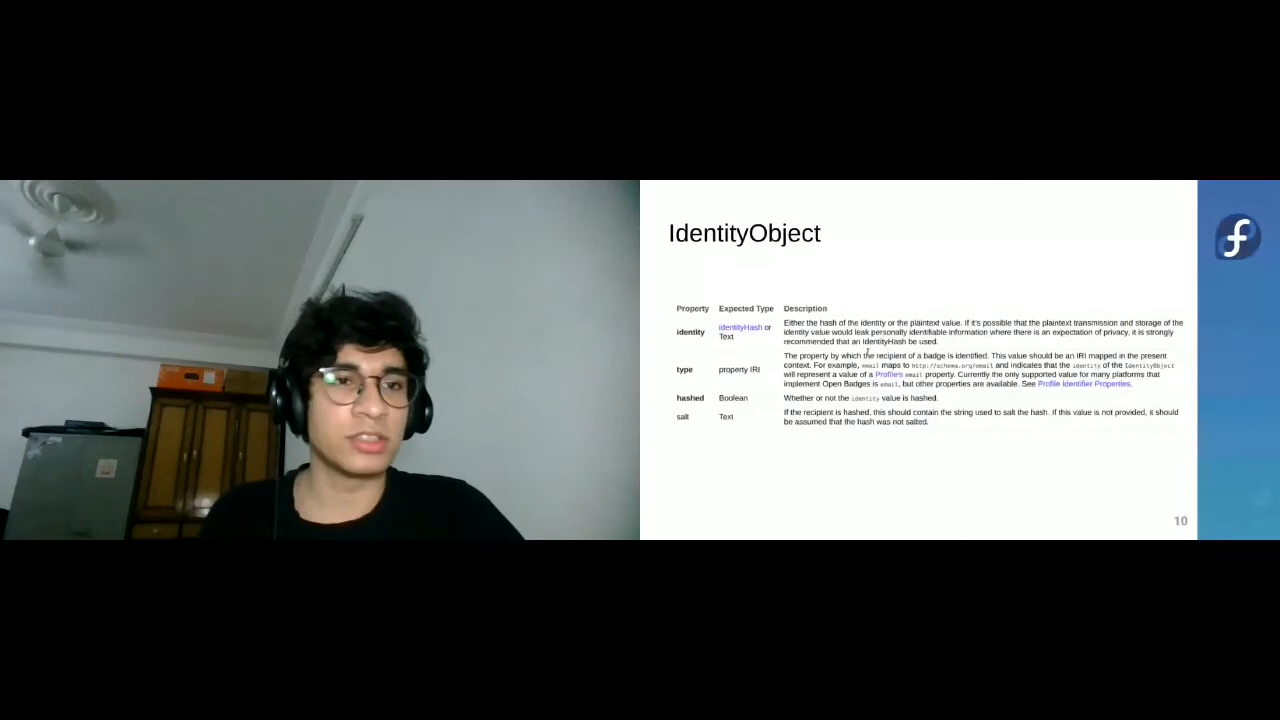 IdentityObject
Property Expected Type Description
identity identityHash or Text Either the hash of the identity or the plaintext value. If it's possible that the plaintext transmission and storage of the
identity value would leak personally identifiable information where there is an expectation of privacy, it is strongly
recommended that an IdentityHash be used.
type property IRI The property by which the recipient of a badge is identified. This value should be an IRI mapped in the present
context. For example, email maps to http://schema.org/email and indicates that the identity of the IdentityObject
will represent a value of a Profile's email property. Currently the only supported value for many platforms that
implement Open Badges is email, but other properties are available. See Profile Identifier Properties.
hashed Boolean Whether or not the identity value is hashed.
salt Text If the recipient is hashed, this should contain the string used to salt the hash. If this value is not provided, it should
be assumed that the hash was not salted.
10